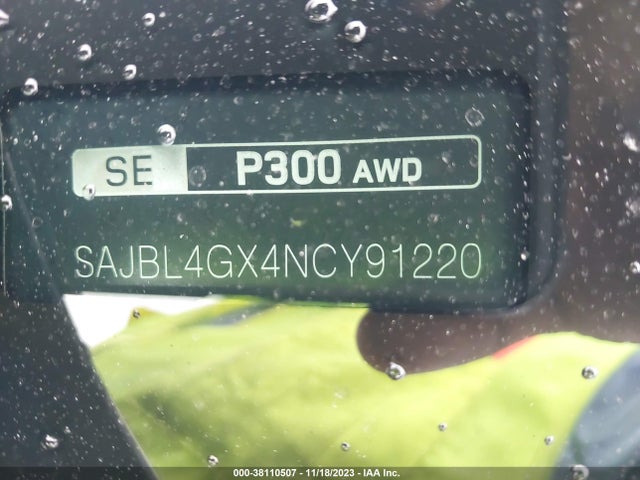 SE P300 AWD
SAJBL4GX4NCY91220
000-38110507 - 11/18/2023 - IAA Inc.